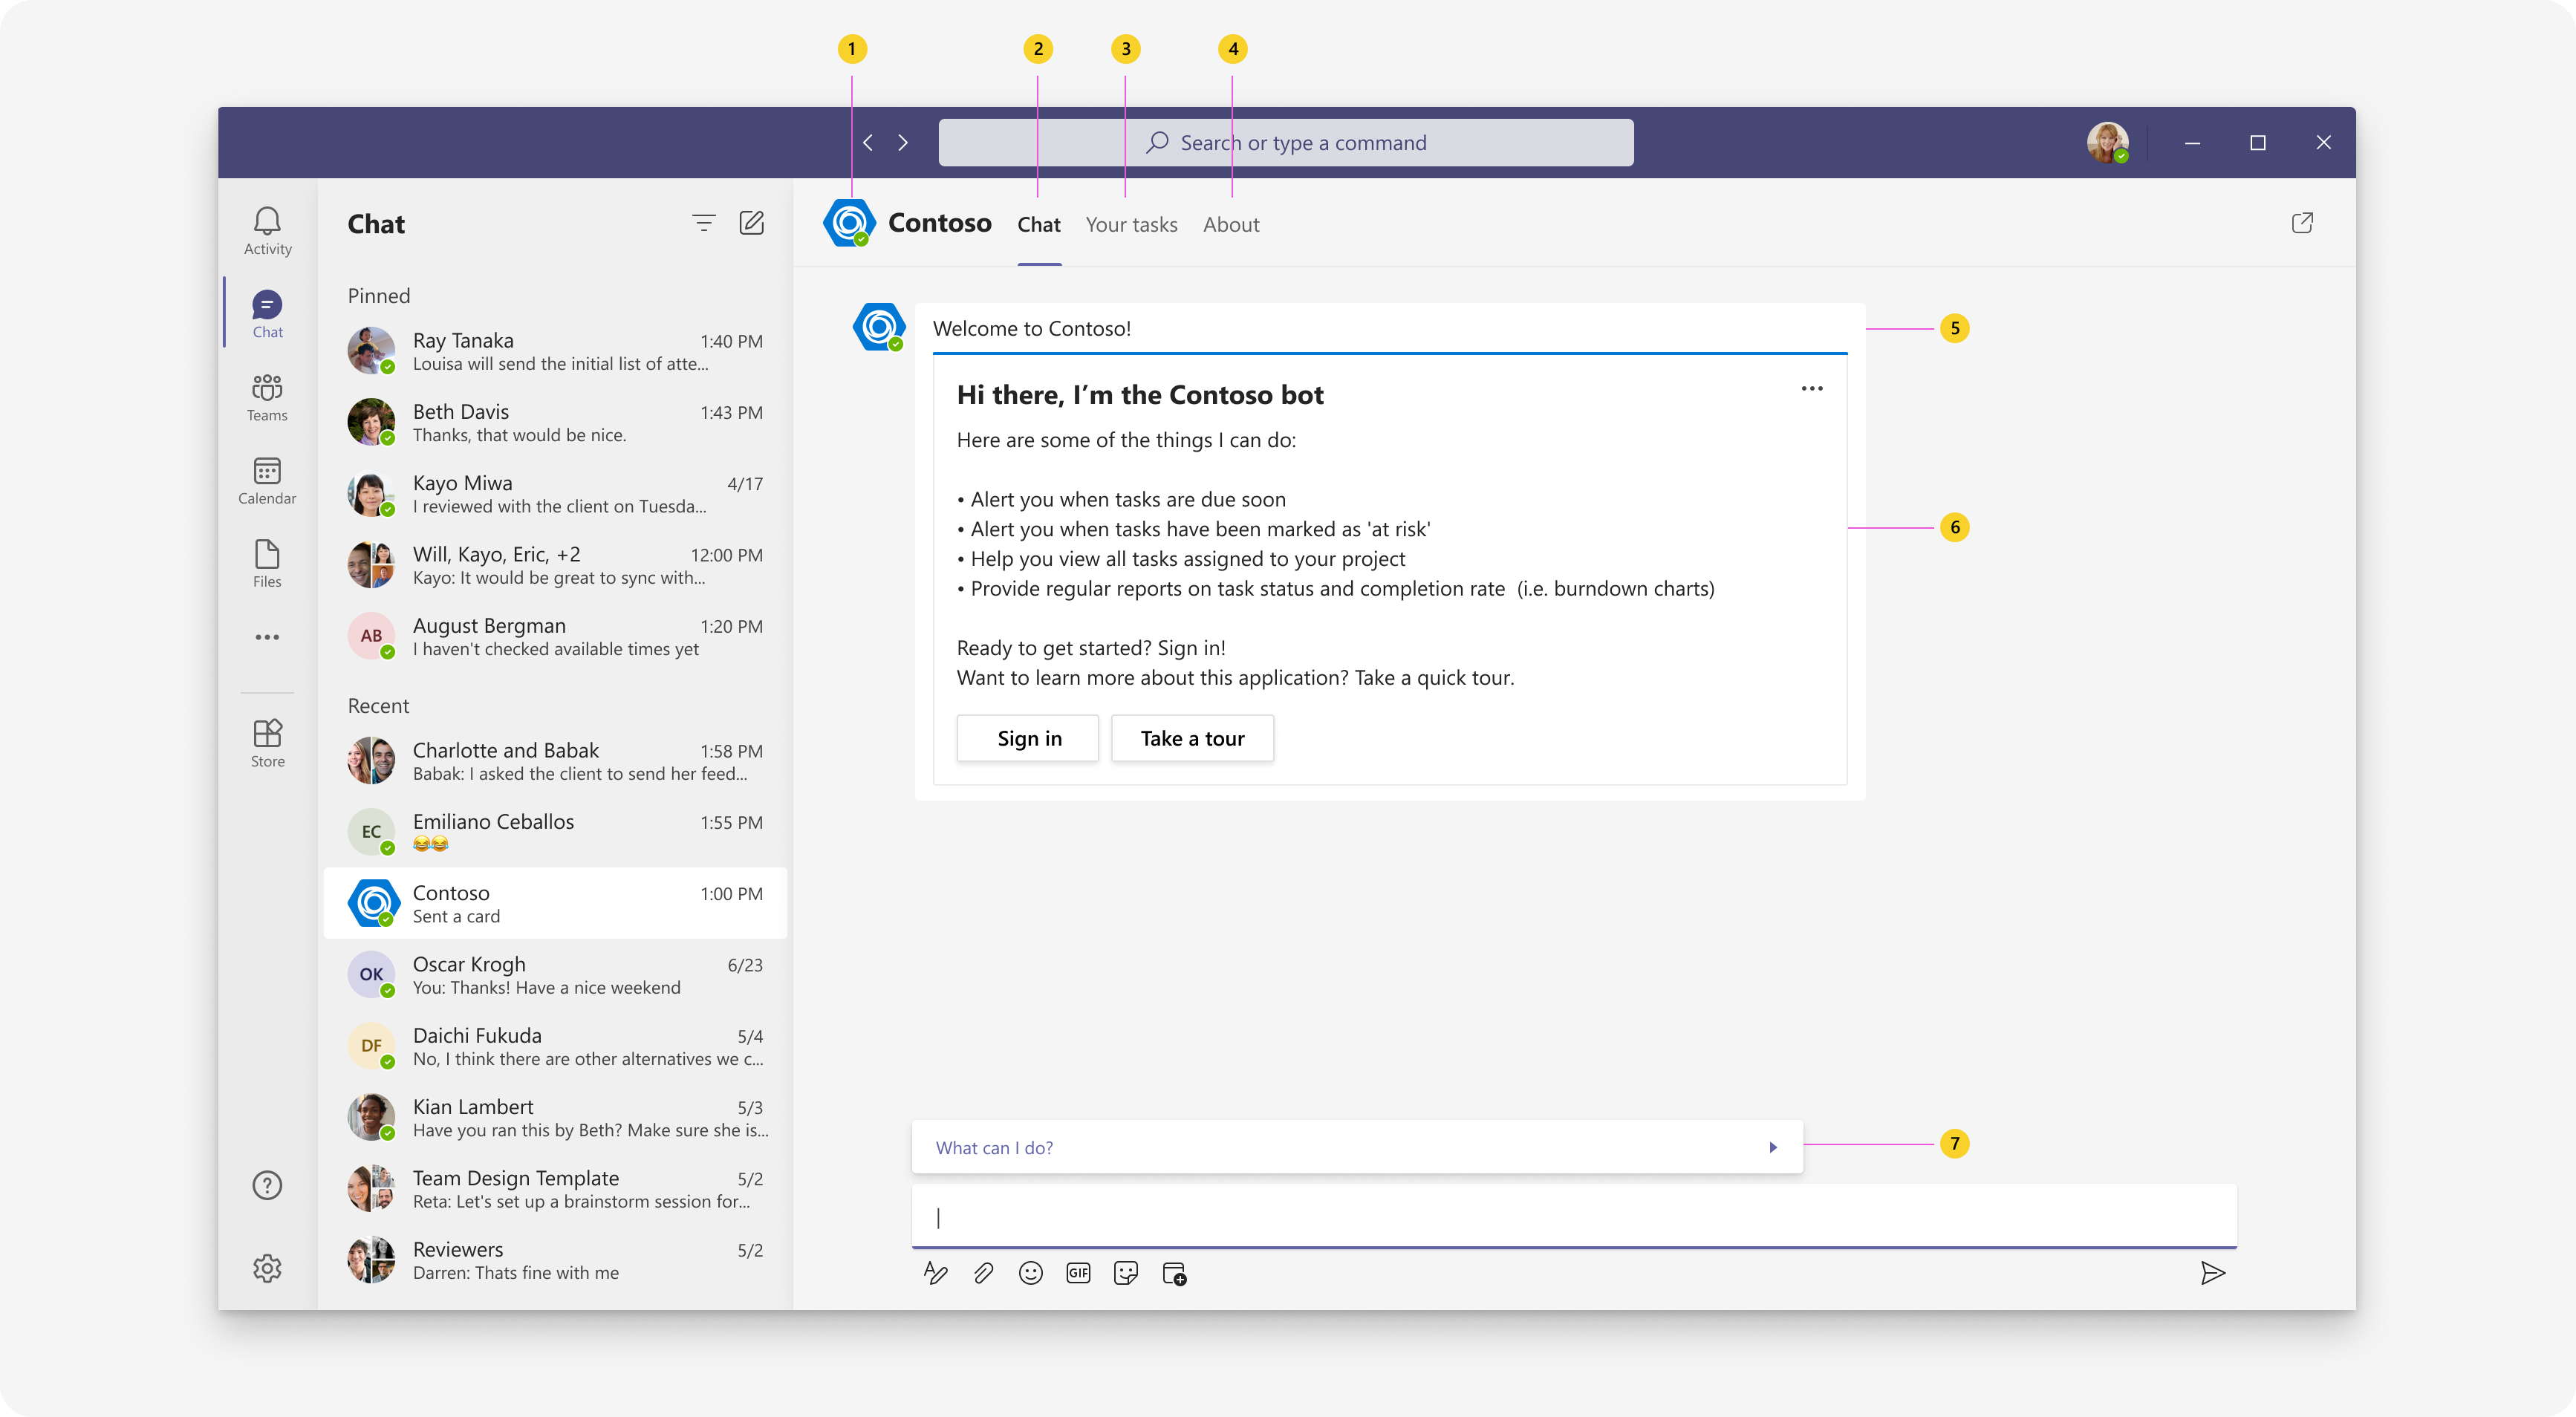 1
2
3
4
Search or type a command
Activity
Chat
Teams
Calendar
Files
Store
Chat
Pinned
Ray Tanaka 1:40 PM
Louisa will send the initial list of atte...
Beth Davis 1:43 PM
Thanks, that would be nice.
Kayo Miwa 4/17
I reviewed with the client on Tuesda...
Will, Kayo, Eric, +2 12:00 PM
Kayo: It would be great to sync with...
AB
August Bergman 1:20 PM
I haven't checked available times yet
Recent
Charlotte and Babak 1:58 PM
Babak: I asked the client to send her feed...
EC
Emiliano Ceballos 1:55 PM
😂😂
Contoso 1:00 PM
Sent a card
OK
Oscar Krogh 6/23
You: Thanks! Have a nice weekend
DF
Daichi Fukuda 5/4
No, I think there are other alternatives we c...
Kian Lambert 5/3
Have you ran this by Beth? Make sure she is...
Team Design Template 5/2
Reta: Let's set up a brainstorm session for...
Reviewers 5/2
Darren: Thats fine with me
Contoso Chat Your tasks About
Welcome to Contoso!
5
Hi there, I’m the Contoso bot
Here are some of the things I can do:
• Alert you when tasks are due soon
• Alert you when tasks have been marked as 'at risk'
6
• Help you view all tasks assigned to your project
• Provide regular reports on task status and completion rate (i.e. burndown charts)
Ready to get started? Sign in!
Want to learn more about this application? Take a quick tour.
Sign in Take a tour
What can I do?
7
GIF